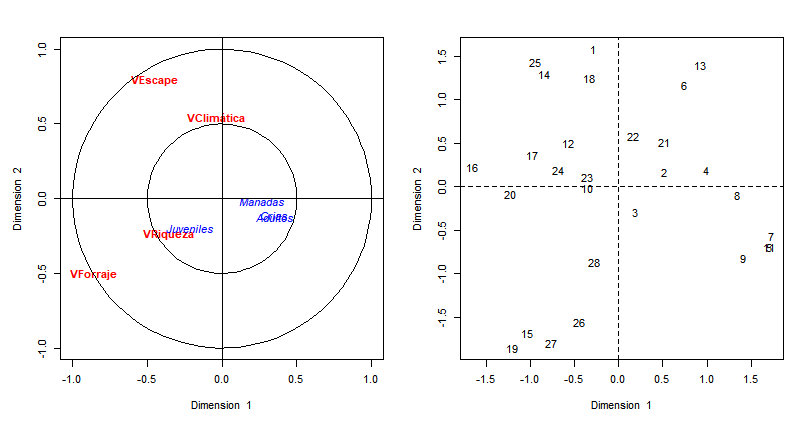 1.0
0.5
0.0
-0.5
-1.0
Dimension 2
VEscape
VClimática
Manadas
Crias
Adultos
Juveniles
VRiqueza
VForraje
-1.0 -0.5 0.0 0.5 1.0
Dimension 1
1.5
1.0
0.5
0.0
-0.5
-1.0
-1.5
Dimension 2
1
25 13
14 18 6
22 21
12
17
16 24 23 2 4
20 10 8
3
7
11
28 9
26
15
27
19
-1.5 -1.0 -0.5 0.0 0.5 1.0 1.5
Dimension 1